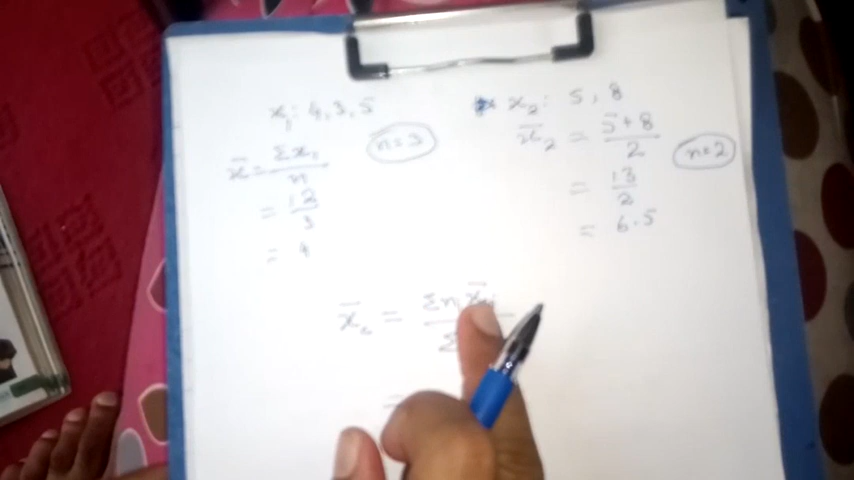 x₁: 4, 3, 5
x̄ = Σx₁/n
n=3
= 12/3
= 4
x₂: 5, 8
x̄₂ = 5+8/2
n=2
= 13/2
= 6.5
x̄c = Σnᵢx̄ᵢ/Σ
=